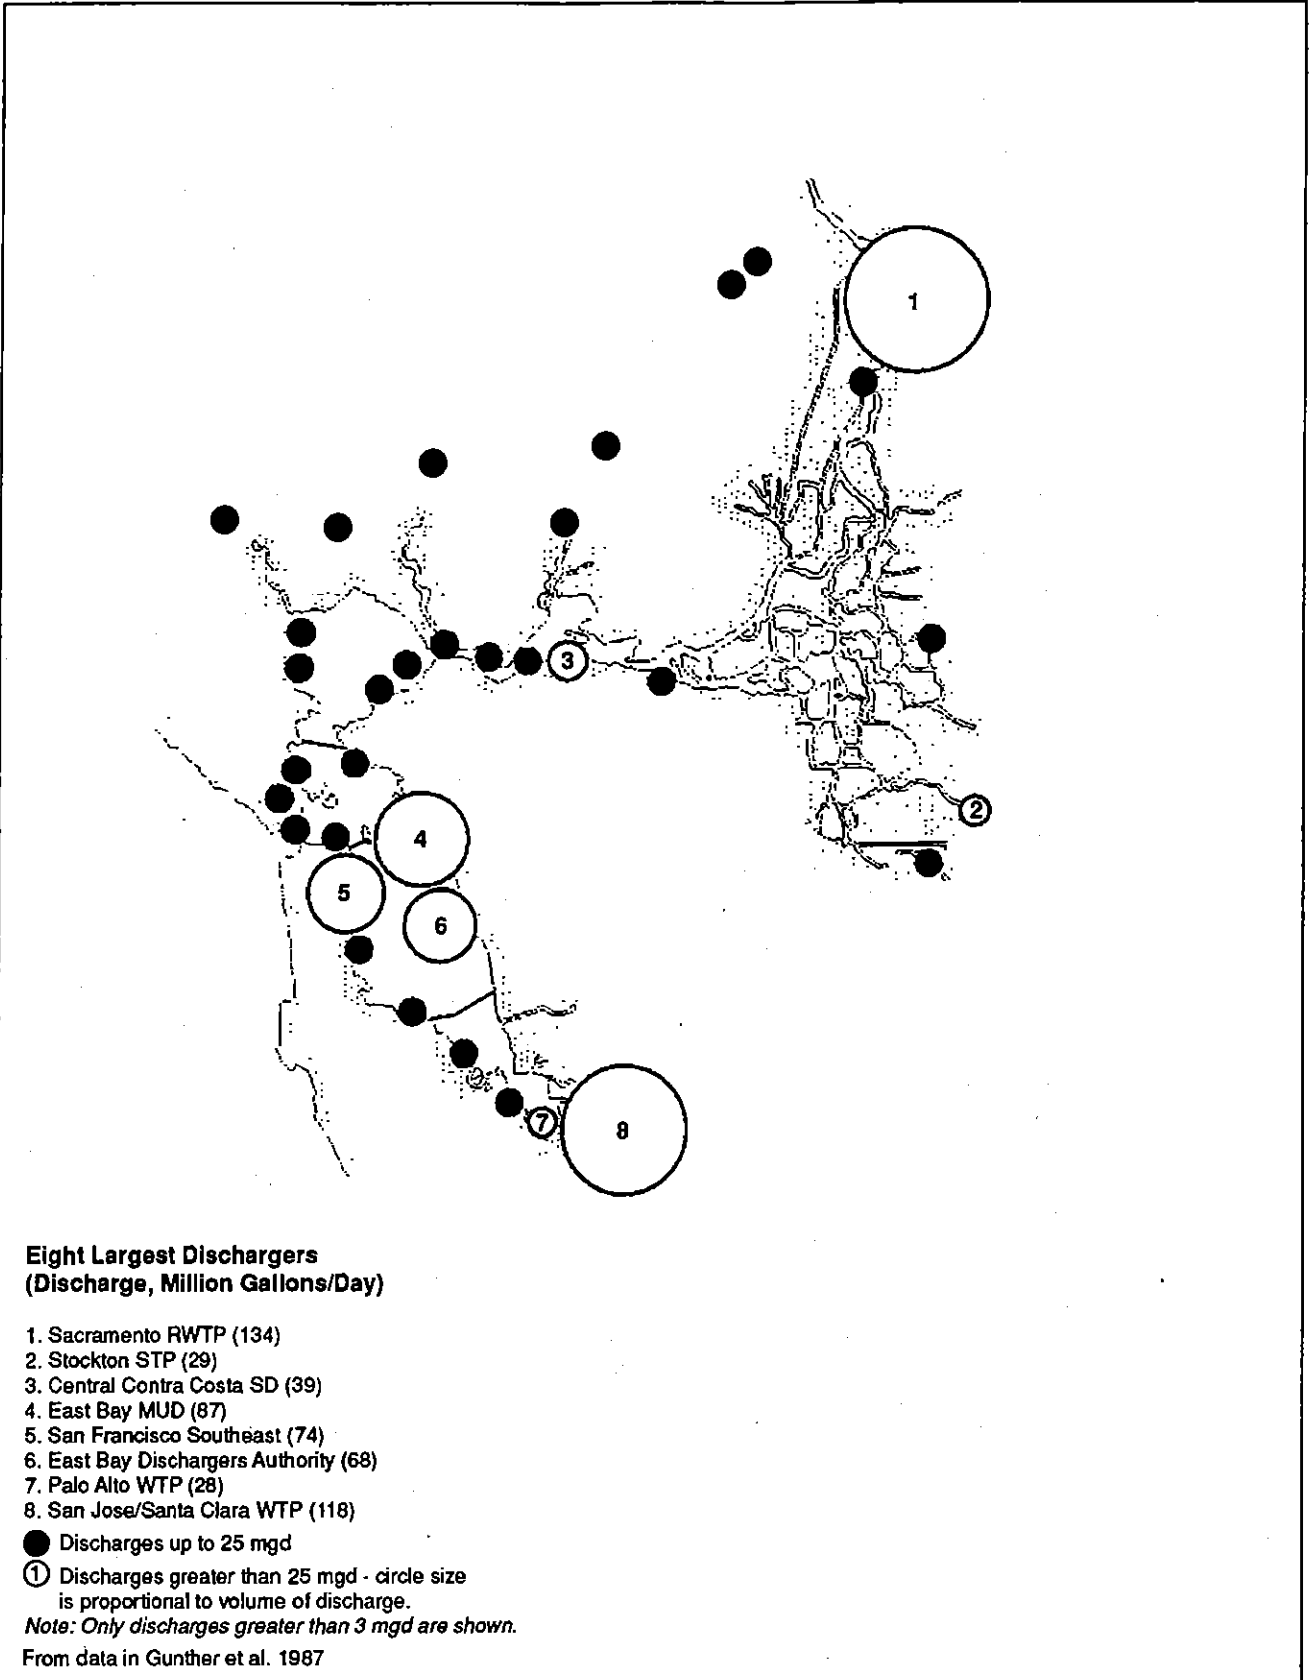 1
3
2
4
5
6
7
8
Eight Largest Dischargers
(Discharge, Million Gallons/Day)
1. Sacramento RWTP (134)
2. Stockton STP (29)
3. Central Contra Costa SD (39)
4. East Bay MUD (87)
5. San Francisco Southeast (74)
6. East Bay Dischargers Authority (68)
7. Palo Alto WTP (28)
8. San Jose/Santa Clara WTP (118)
Discharges up to 25 mgd
1 Discharges greater than 25 mgd - circle size
is proportional to volume of discharge.
Note: Only discharges greater than 3 mgd are shown.
From data in Gunther et al. 1987